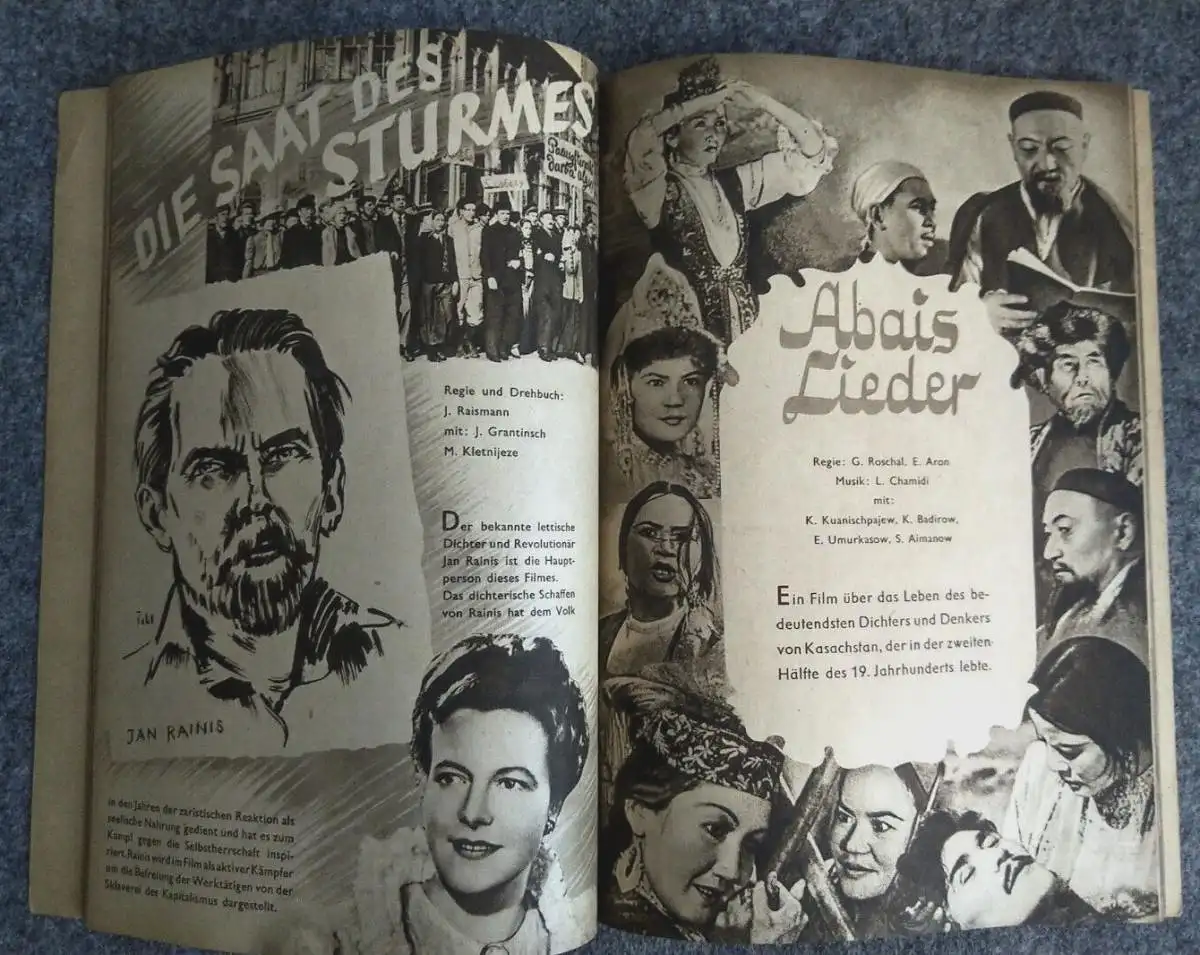 DIE SAAT DES
STURMES
JAN RAINIS
Regie und Drehbuch:
J. Raismann
mit: J. Grantinsch
M. Kletnijeze
Der bekannte lettische
Dichter und Revolutionär
Jan Rainis ist die Haupt-
person dieses Filmes.
Das dichterische Schaffen
von Rainis hat dem Volk
in den Jahren der zaristischen Reaktion als
seelische Nahrung gedient und hat es zum
Kampf gegen die Selbstherrschaft inspi-
riert. Rainis wird im Film als aktiver Kämpfer
um die Befreiung der Werktätigen von der
Sklaverei des Kapitalismus dargestellt.
Abais
Lieder
Regie: G. Roschal, E. Aron
Musik: L. Chamidi
mit:
K. Kuanischpajew, K. Badirow,
E. Umurkasow, S. Aimanow
Ein Film über das Leben des be-
deutendsten Dichters und Denkers
von Kasachstan, der in der zweiten
Hälfte des 19. Jahrhunderts lebte.